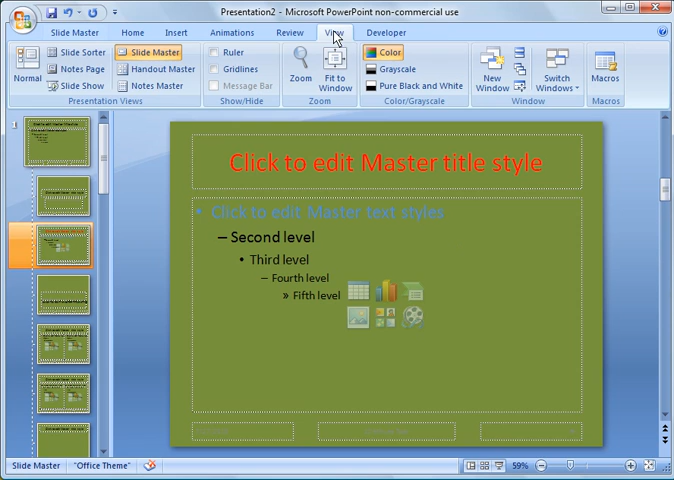 Presentation2 - Microsoft PowerPoint non-commercial use
Slide Master Home Insert Animations Review View Developer
Normal
Slide Sorter
Notes Page
Slide Show
Slide Master
Handout Master
Notes Master
Presentation Views
Ruler
Gridlines
Message Bar
Show/Hide
Zoom
Fit to
Window
Zoom
Color
Grayscale
Pure Black and White
Color/Grayscale
New
Window
Switch
Windows
Window
Macros
Macros
1
Click to edit Master title style
• Click to edit Master text styles
– Second level
• Third level
– Fourth level
» Fifth level
Slide Master "Office Theme" 59%